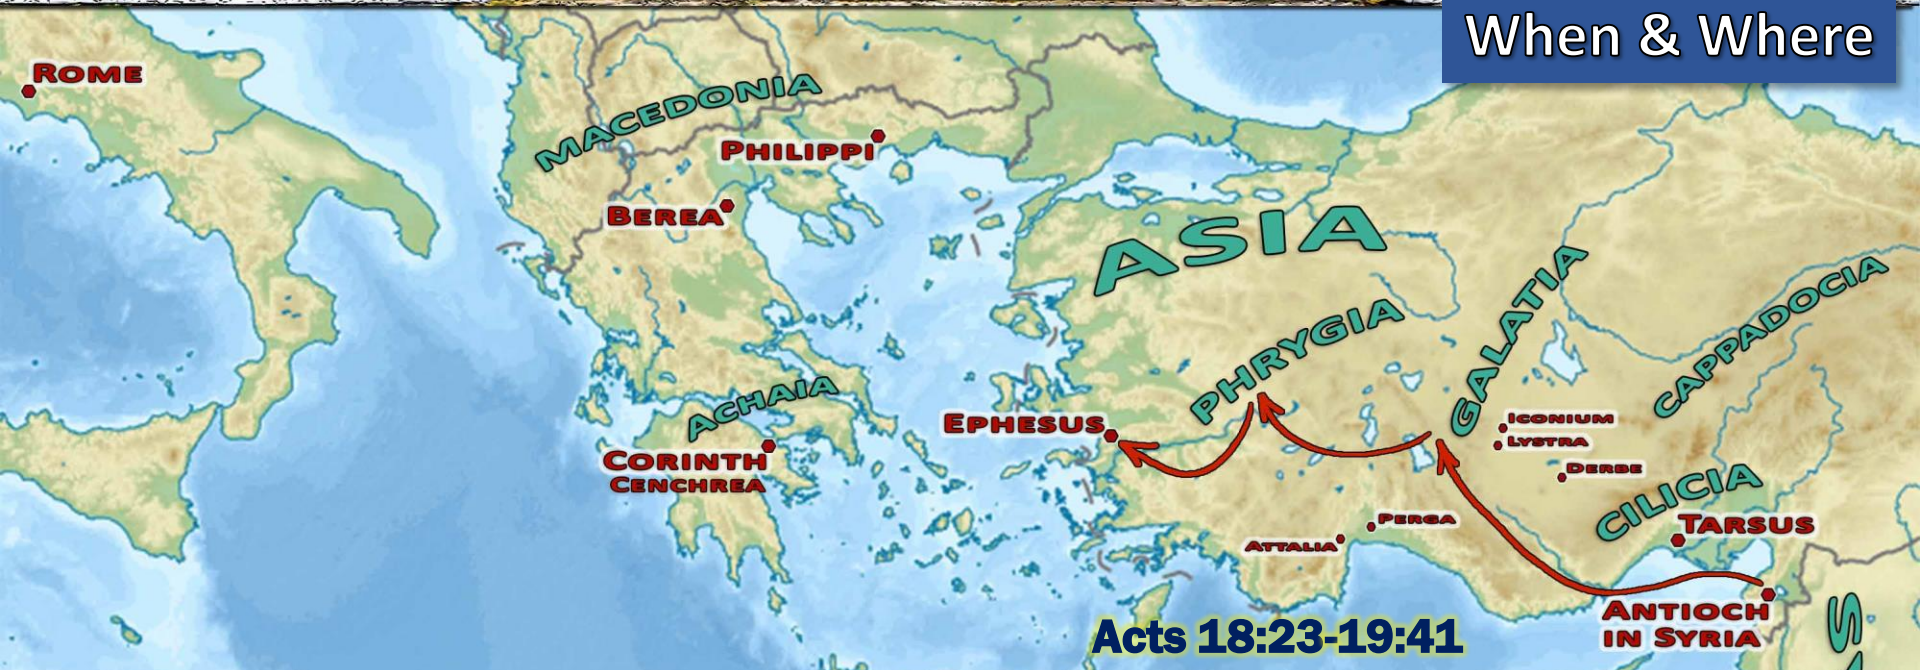 When & Where
ROME
MACEDONIA
PHILIPPI
BEREA
ASIA
PHRYGIA
GALATIA
CAPPADOCIA
ACHAIA
EPHESUS
CORINTH
CENCHREA
ICONIUM
LYSTRA
DERBE
CILICIA
TARSUS
PERGA
ATTALIA
ANTIOCH
IN SYRIA
Acts 18:23-19:41